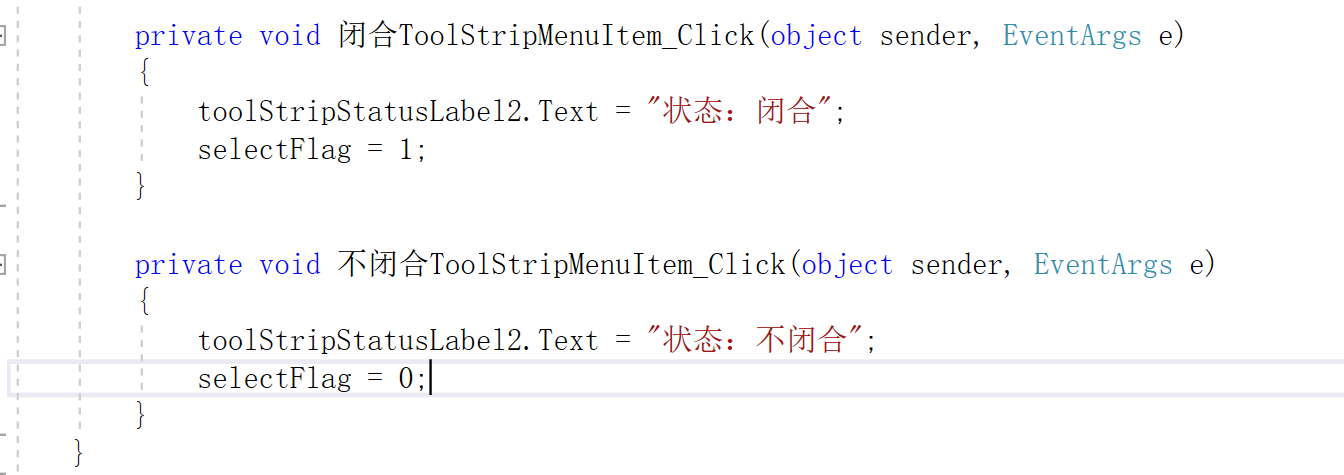 private void 闭合ToolStripMenuItem_Click(object sender, EventArgs e)
{
toolStripStatusLabel2.Text = "状态：闭合";
selectFlag = 1;
}
private void 不闭合ToolStripMenuItem_Click(object sender, EventArgs e)
{
toolStripStatusLabel2.Text = "状态：不闭合";
selectFlag = 0;
}
}